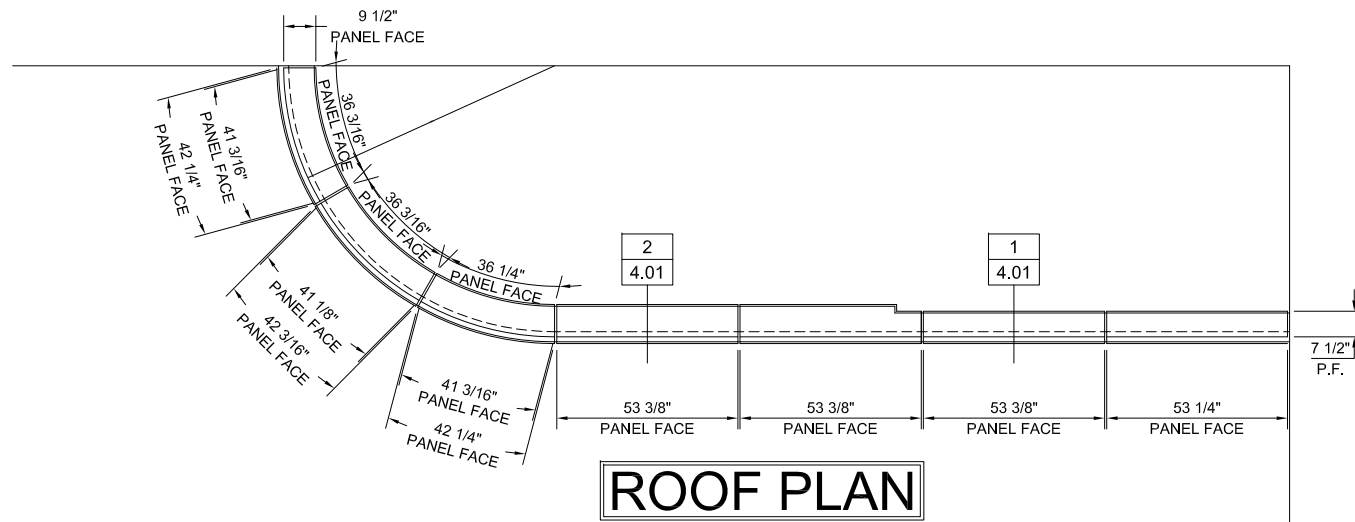 9 1/2"
PANEL FACE
36 3/16"
PANEL FACE
41 3/16"
PANEL FACE
42 1/4"
PANEL FACE
36 3/16"
PANEL FACE
36 1/4"
PANEL FACE
2
4.01
1
4.01
41 1/8"
PANEL FACE
42 3/16"
PANEL FACE
7 1/2"
P.F.
41 3/16"
PANEL FACE
42 1/4"
PANEL FACE
53 3/8"
PANEL FACE
53 3/8"
PANEL FACE
53 3/8"
PANEL FACE
53 1/4"
PANEL FACE
ROOF PLAN